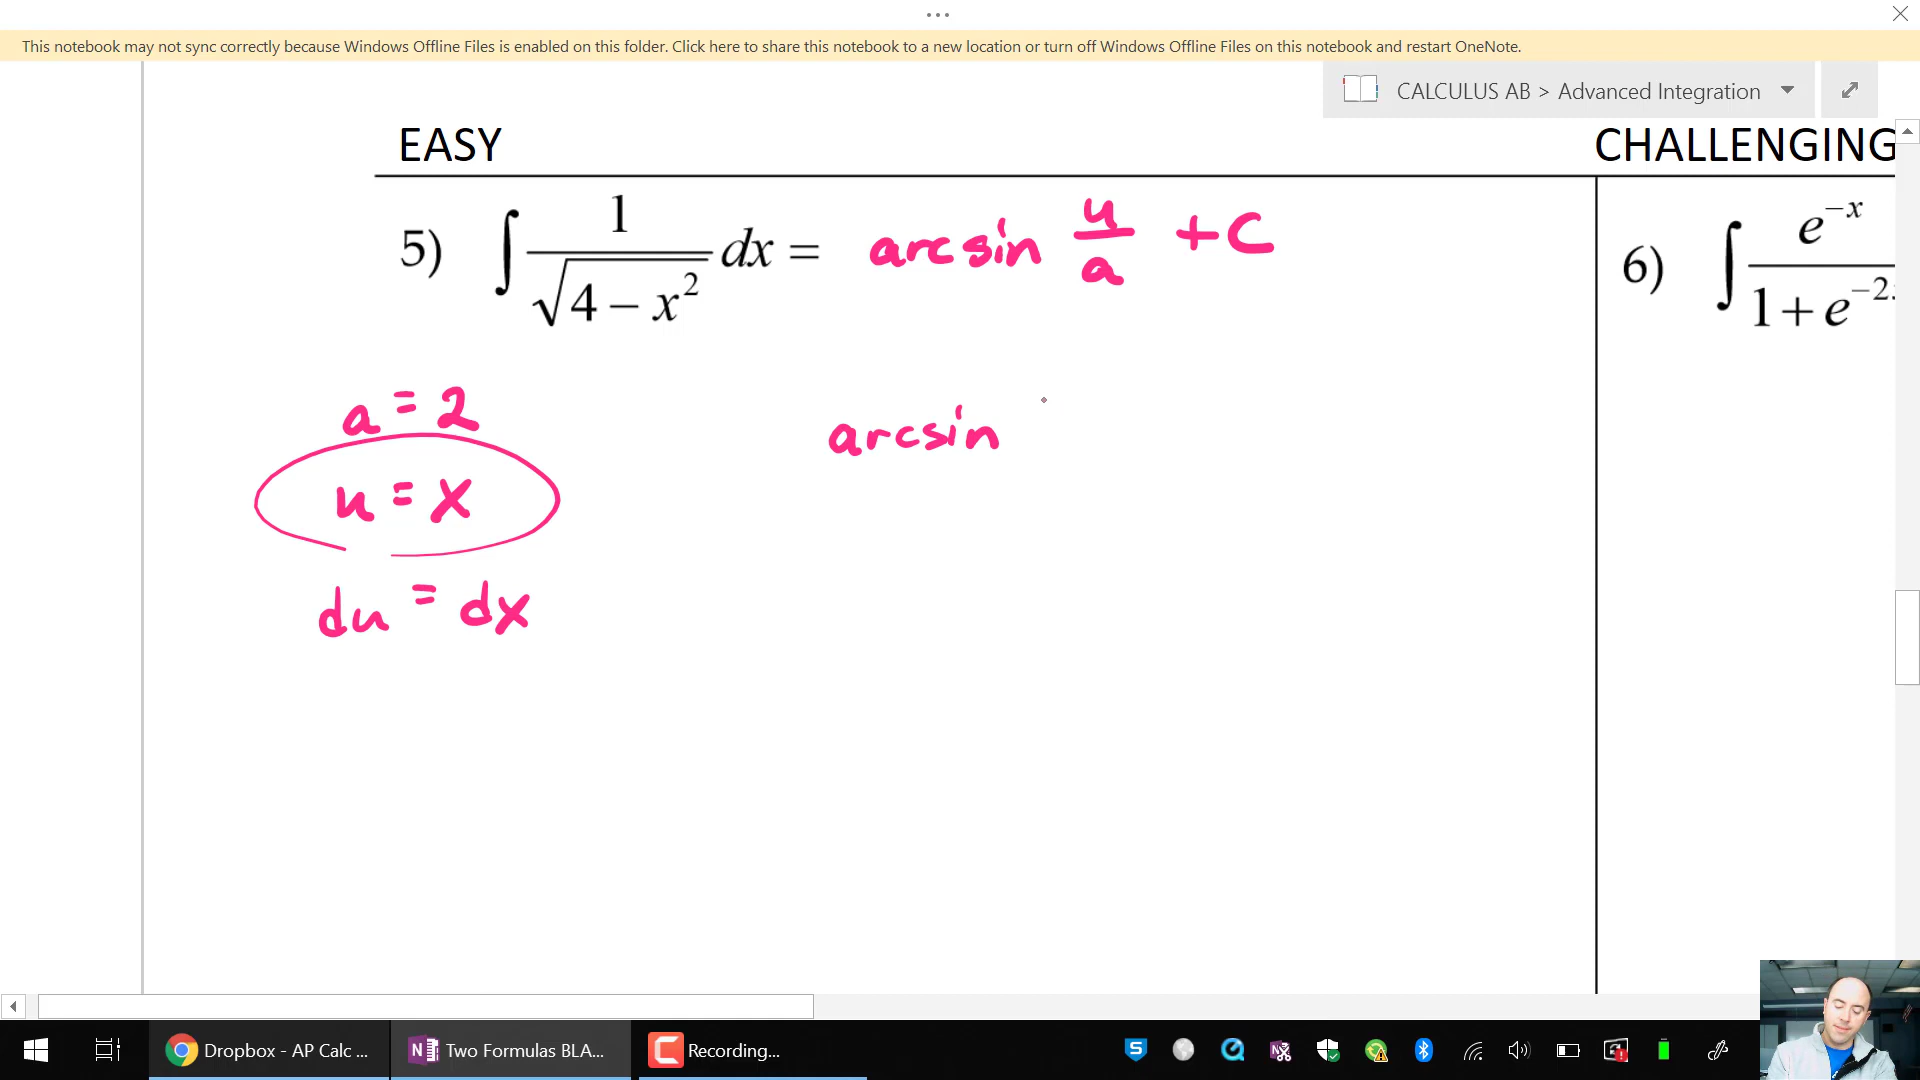 This notebook may not sync correctly because Windows Offline Files is enabled on this folder. Click here to share this notebook to a new location or turn off Windows Offline Files on this notebook and restart OneNote.
CALCULUS AB > Advanced Integration
EASY
CHALLENGING
5) ∫ 1/√(4 − x²) dx = arcsin u/a + C
6) ∫ e^(−x) / 1 + e^(−2
a = 2
arcsin
u = x
du = dx
Dropbox - AP Calc ...
Two Formulas BLA...
Recording...